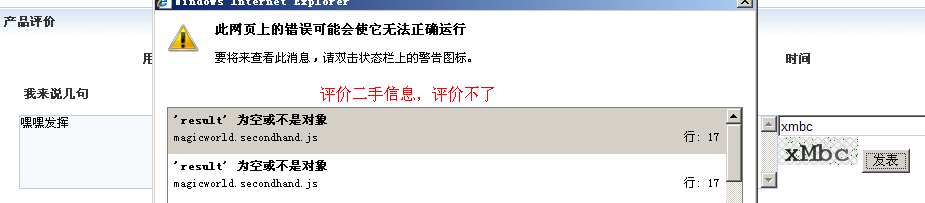 Windows Internet Explorer
产品评价
此网页上的错误可能会使它无法正确运行
要将来查看此消息，请双击状态栏上的警告图标。
时间
我来说几句
评价二手信息，评价不了
'result' 为空或不是对象
magicworld.secondhand.js
行: 17
'result' 为空或不是对象
magicworld.secondhand.js
行: 17
嘿嘿发挥
xmbc
xMbc
发表